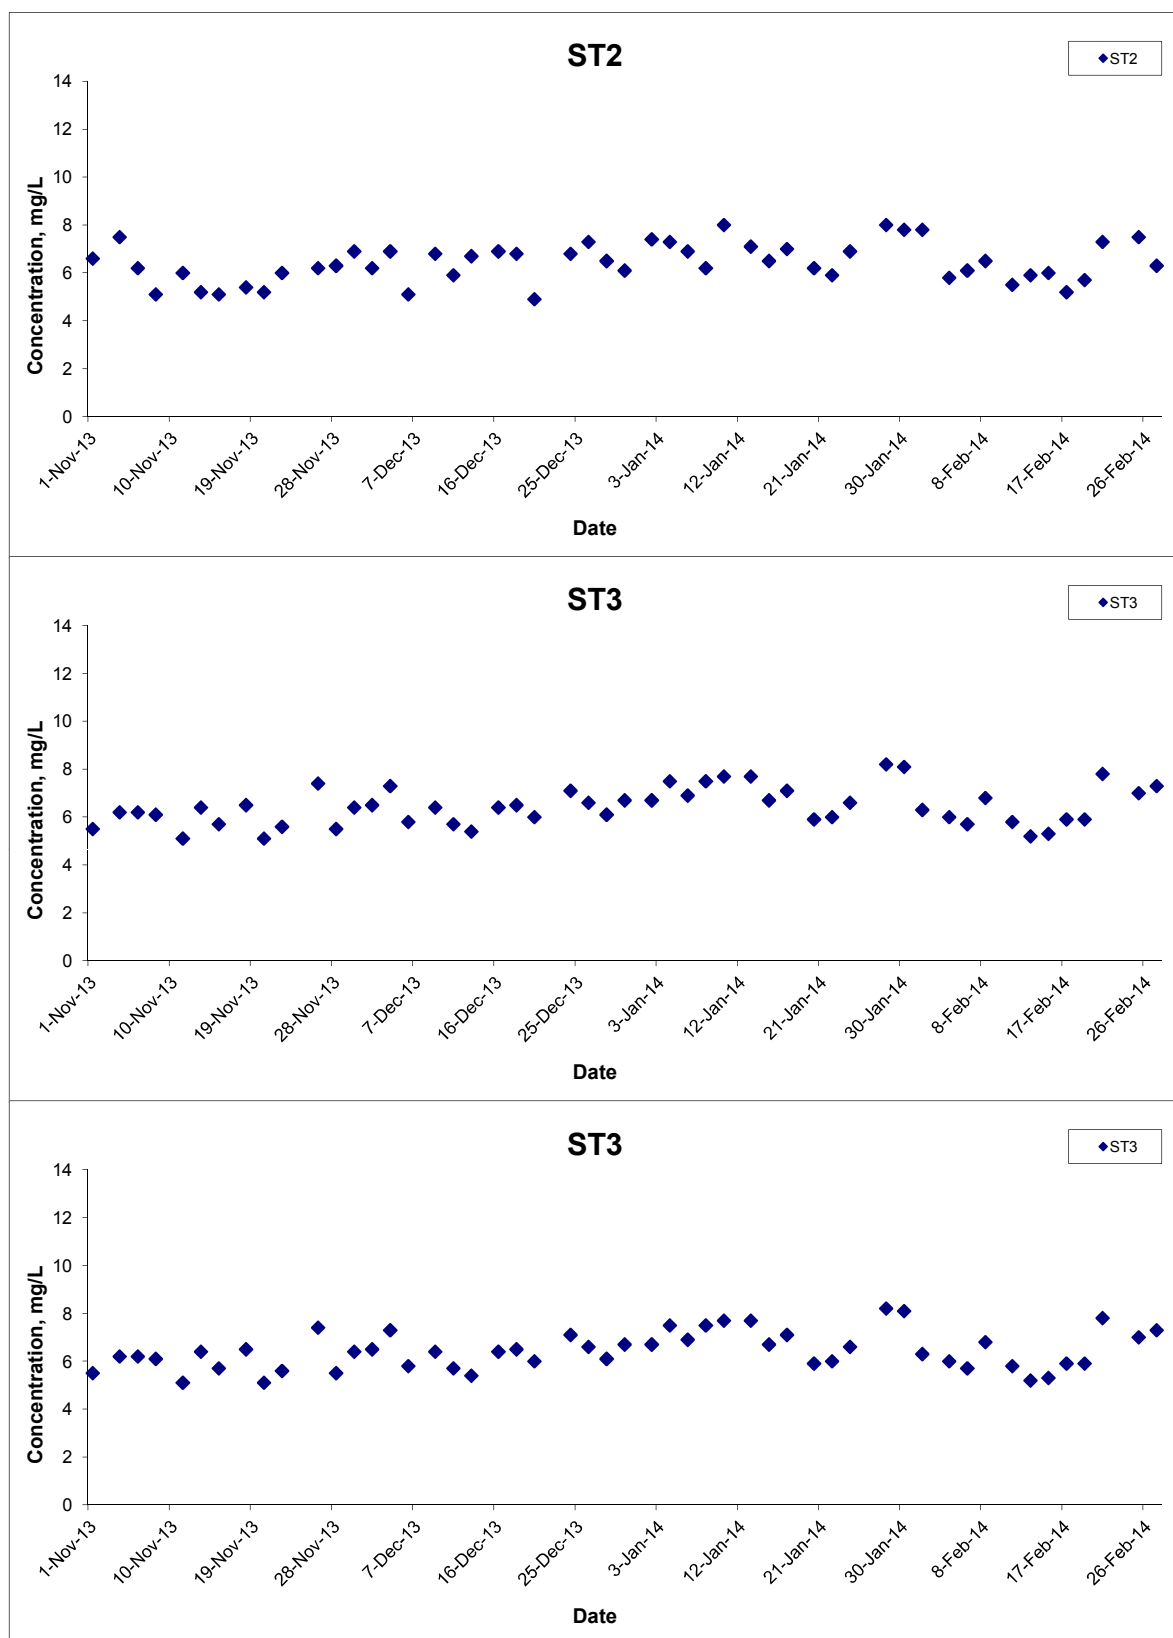 ST2
ST2
14
12
10
8
6
4
2
0
Concentration, mg/L
1-Nov-13
10-Nov-13
19-Nov-13
28-Nov-13
7-Dec-13
16-Dec-13
25-Dec-13
3-Jan-14
12-Jan-14
21-Jan-14
30-Jan-14
8-Feb-14
17-Feb-14
26-Feb-14
Date
ST3
ST3
14
12
10
8
6
4
2
0
Concentration, mg/L
1-Nov-13
10-Nov-13
19-Nov-13
28-Nov-13
7-Dec-13
16-Dec-13
25-Dec-13
3-Jan-14
12-Jan-14
21-Jan-14
30-Jan-14
8-Feb-14
17-Feb-14
26-Feb-14
Date
ST3
ST3
14
12
10
8
6
4
2
0
Concentration, mg/L
1-Nov-13
10-Nov-13
19-Nov-13
28-Nov-13
7-Dec-13
16-Dec-13
25-Dec-13
3-Jan-14
12-Jan-14
21-Jan-14
30-Jan-14
8-Feb-14
17-Feb-14
26-Feb-14
Date